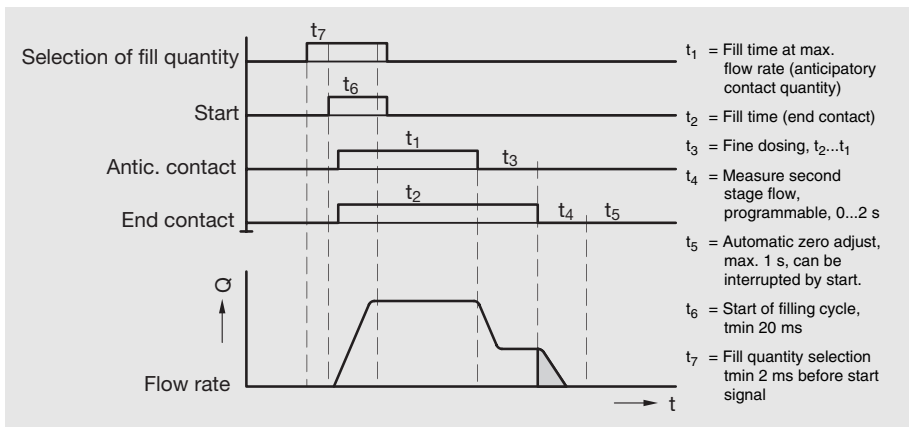 t7
Selection of fill quantity
t6
Start
t1
t3
Antic. contact
t2
t4
t5
End contact
Q
Flow rate
t
t1 = Fill time at max.
flow rate (anticipatory
contact quantity)
t2 = Fill time (end contact)
t3 = Fine dosing, t2...t1
t4 = Measure second
stage flow,
programmable, 0...2 s
t5 = Automatic zero adjust,
max. 1 s, can be
interrupted by start.
t6 = Start of filling cycle,
tmin 20 ms
t7 = Fill quantity selection
tmin 2 ms before start
signal